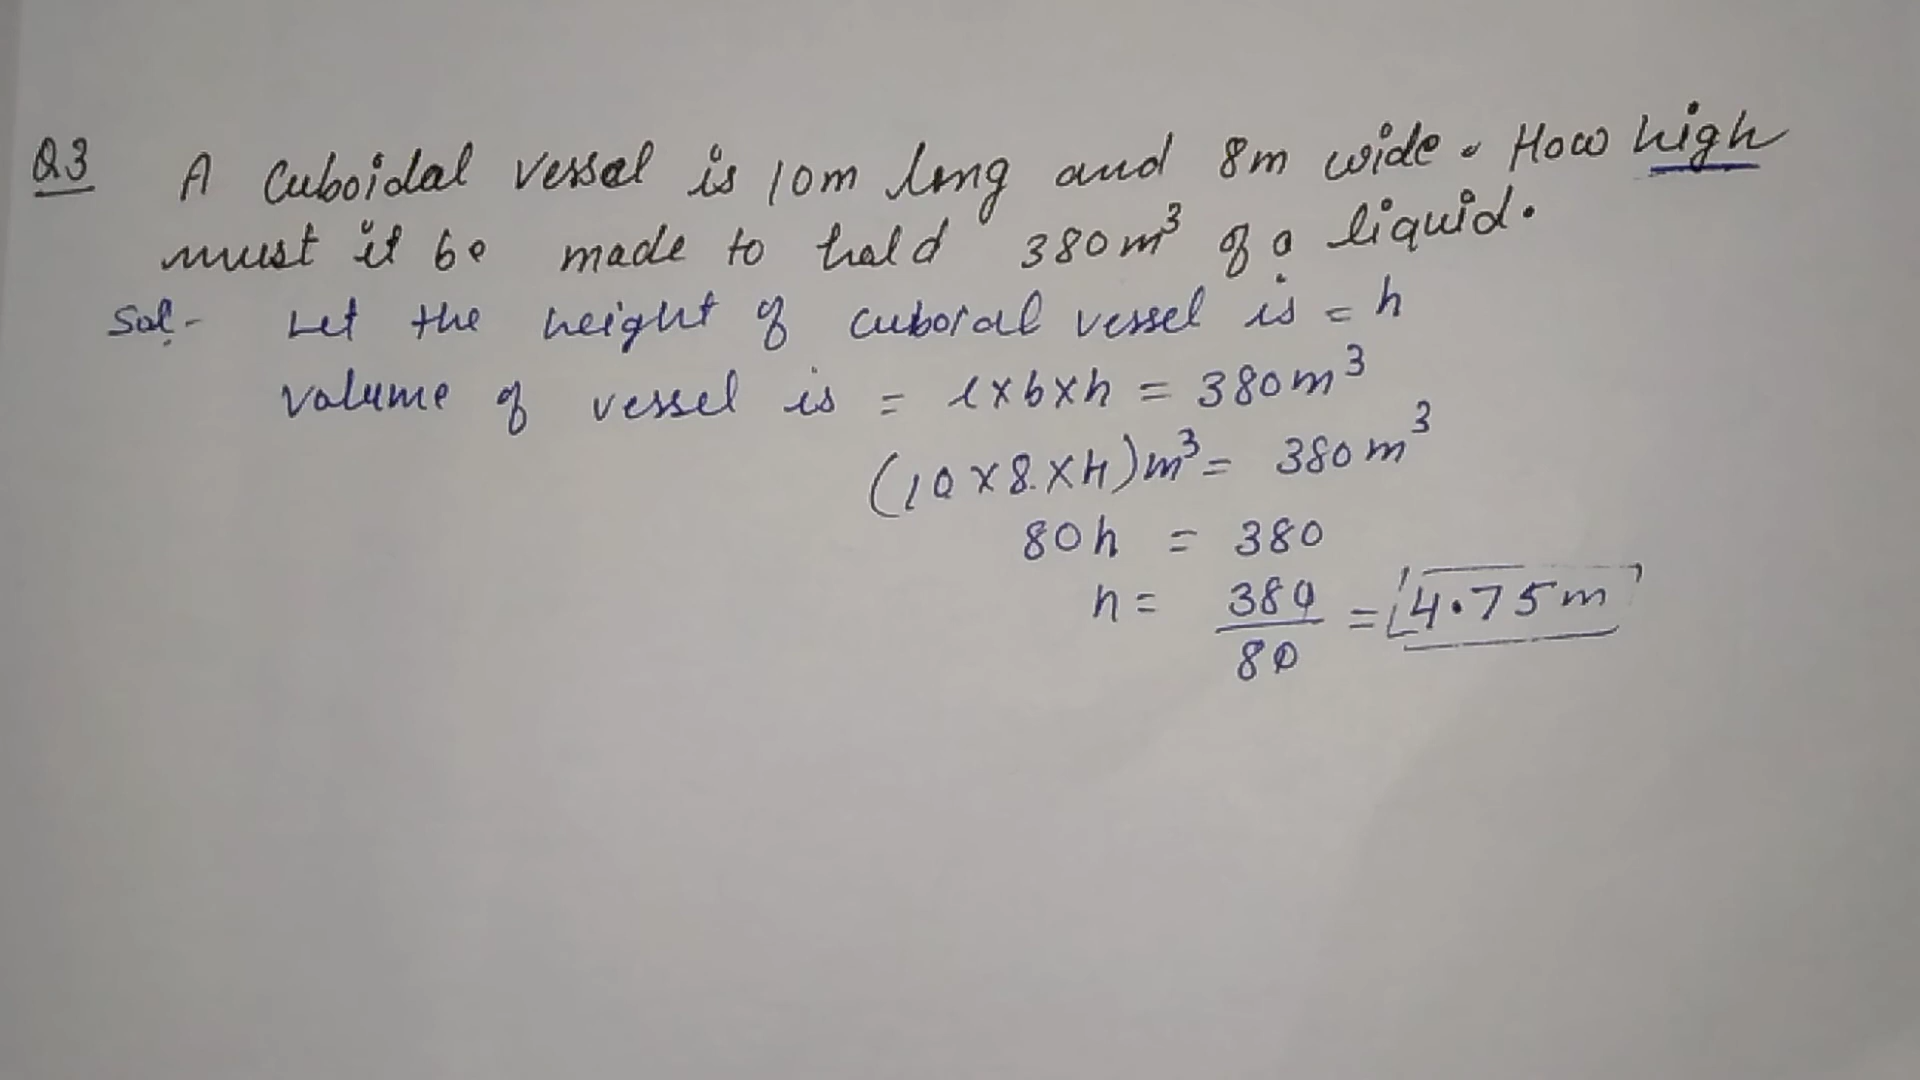 Q3 A Cuboidal vessel is 10m long and 8m wide. How high
must it be made to hold 380m³ of a liquid.
Sol:- Let the height of cuboial vessel is = h
volume of vessel is = l×b×h = 380m³
(10×8×H)m³ = 380m³
80h = 380
h = 380/80 = 4.75m